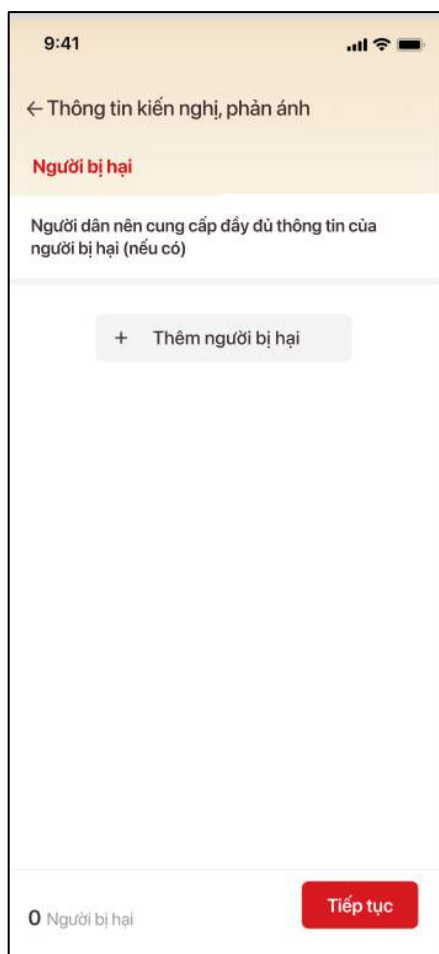 9:41
← Thông tin kiến nghị, phản ánh
Người bị hại
Người dân nên cung cấp đầy đủ thông tin của
người bị hại (nếu có)
+ Thêm người bị hại
0 Người bị hại
Tiếp tục